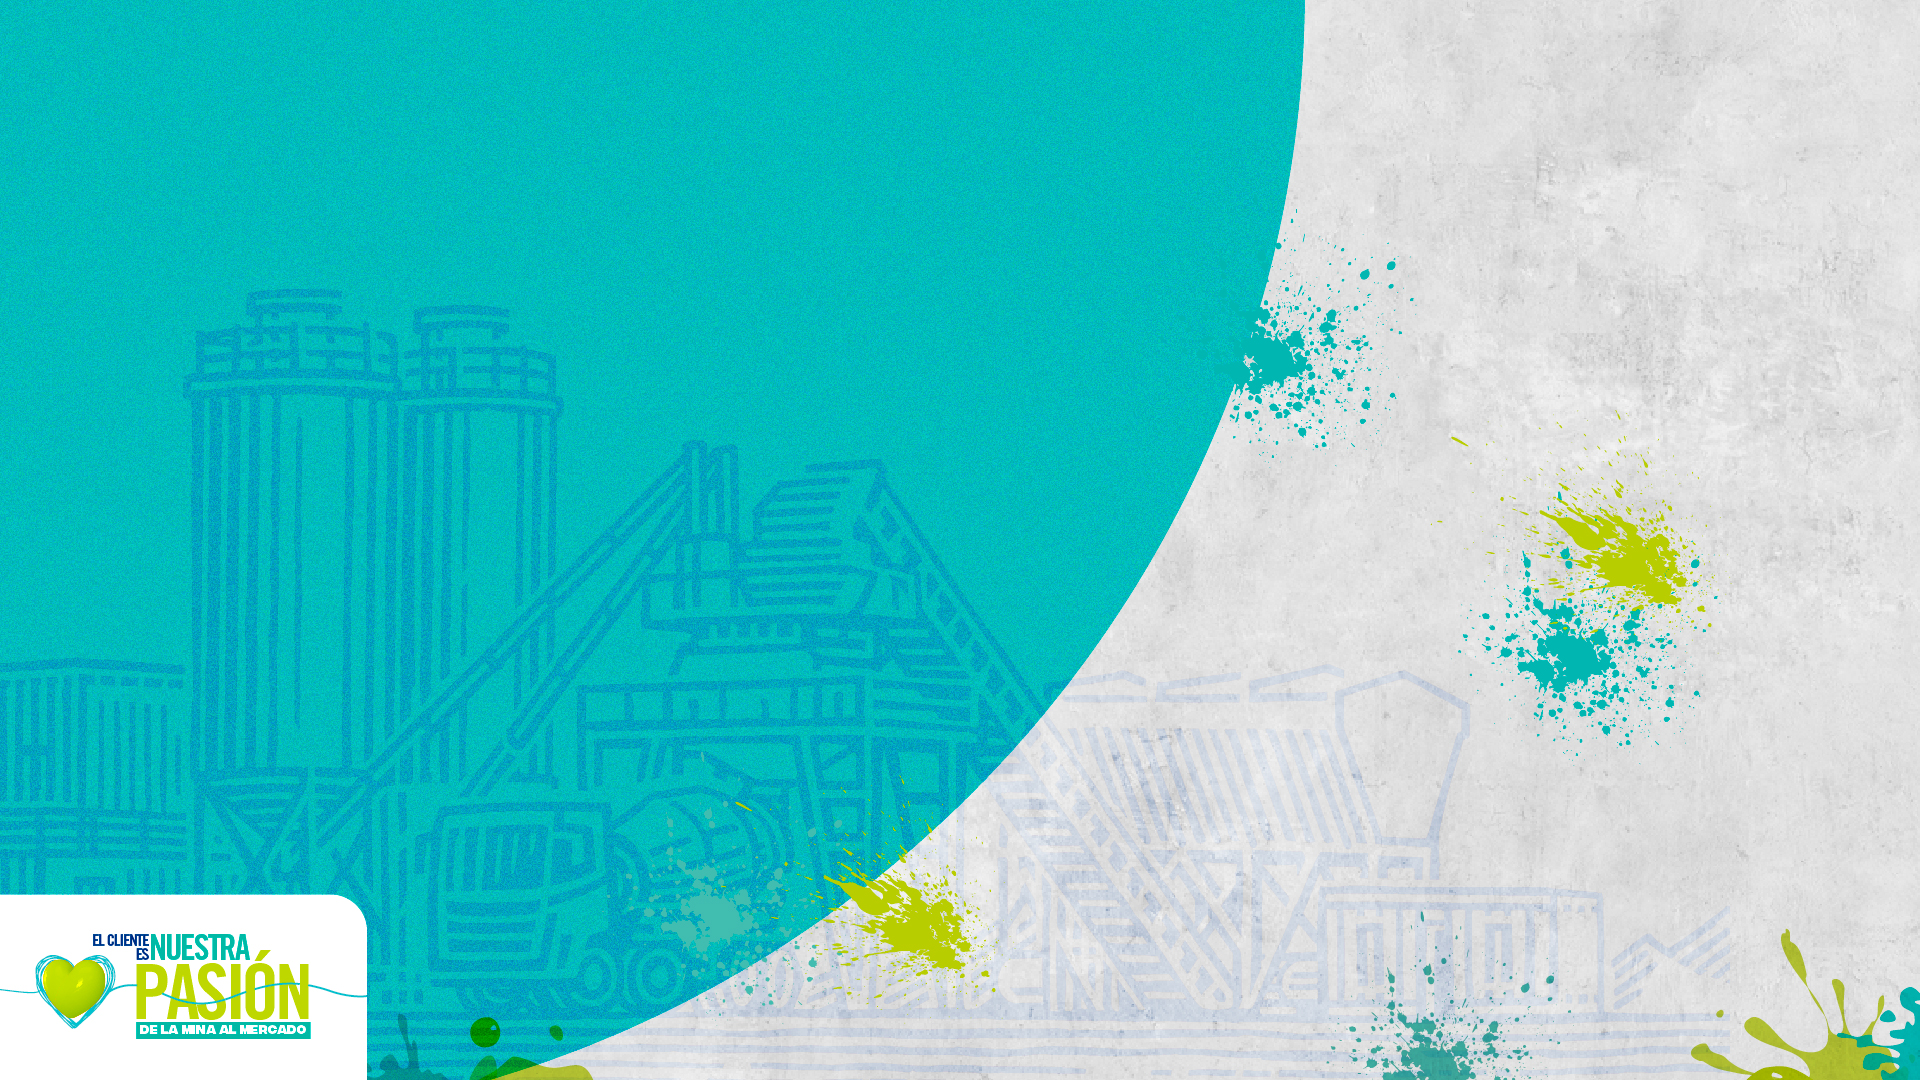 EL CLIENTE
ES NUESTRA
PASIÓN
DE LA MINA AL MERCADO